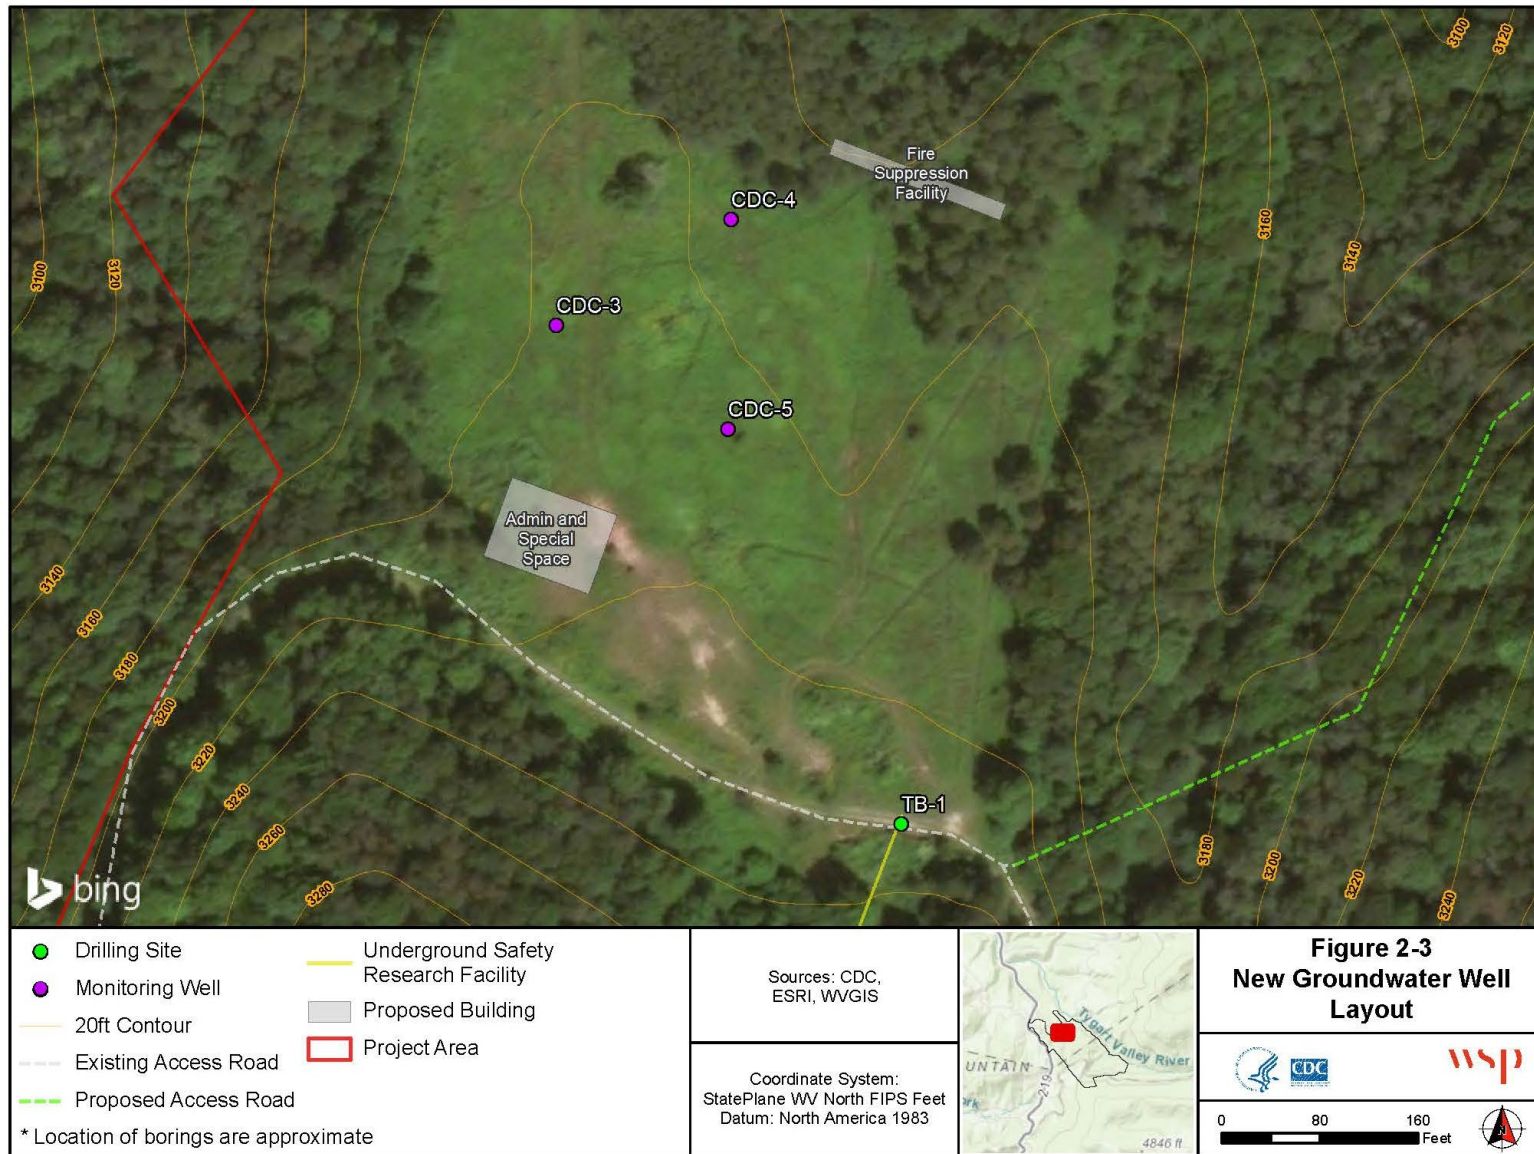 3100
3120
Fire
Suppression
Facility
CDC-4
3160
3140
3100
3120
CDC-3
CDC-5
Admin and
Special
Space
3140
3160
3180
3200
3220
3240
3260
3280
TB-1
3180
3200
3220
3240
bing
Drilling Site
Monitoring Well
20ft Contour
Existing Access Road
Proposed Access Road
* Location of borings are approximate
Underground Safety
Research Facility
Proposed Building
Project Area
Sources: CDC,
ESRI, WVGIS
Coordinate System:
StatePlane WV North FIPS Feet
Datum: North America 1983
Tygart Valley River
UNTAIN
219
ork
4846 ft
Figure 2-3
New Groundwater Well
Layout
CDC
wsp
0 80 160
Feet
N